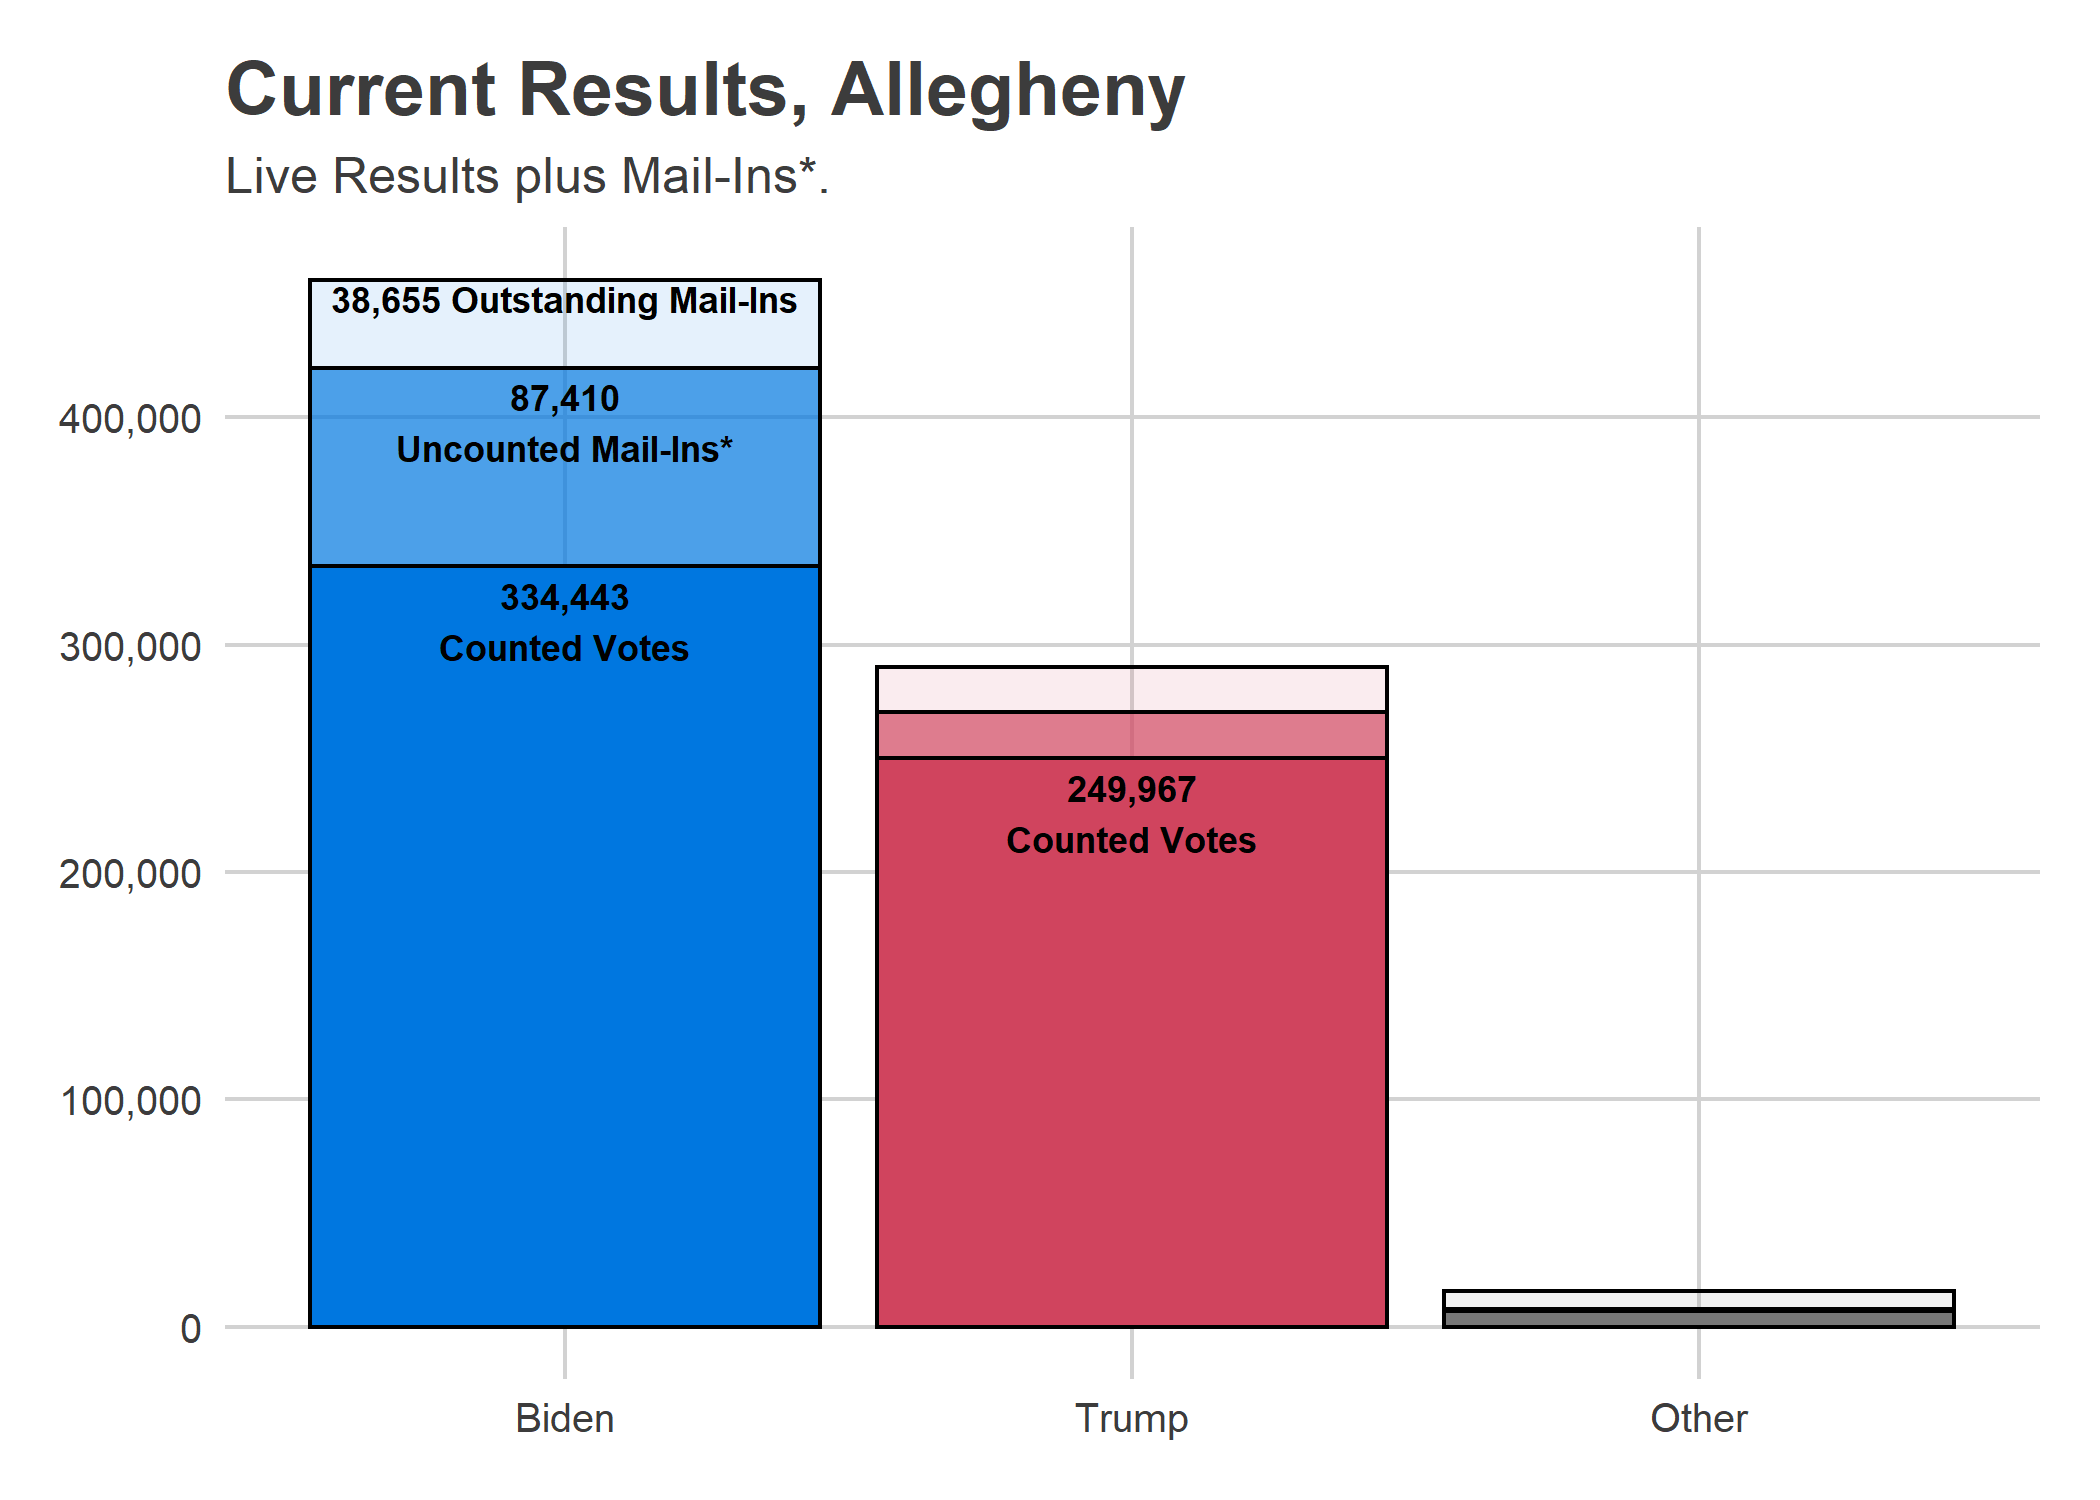 Current Results, Allegheny
Live Results plus Mail-Ins*.
38,655 Outstanding Mail-Ins
87,410
Uncounted Mail-Ins*
334,443
Counted Votes
249,967
Counted Votes
400,000
300,000
200,000
100,000
0
Biden
Trump
Other